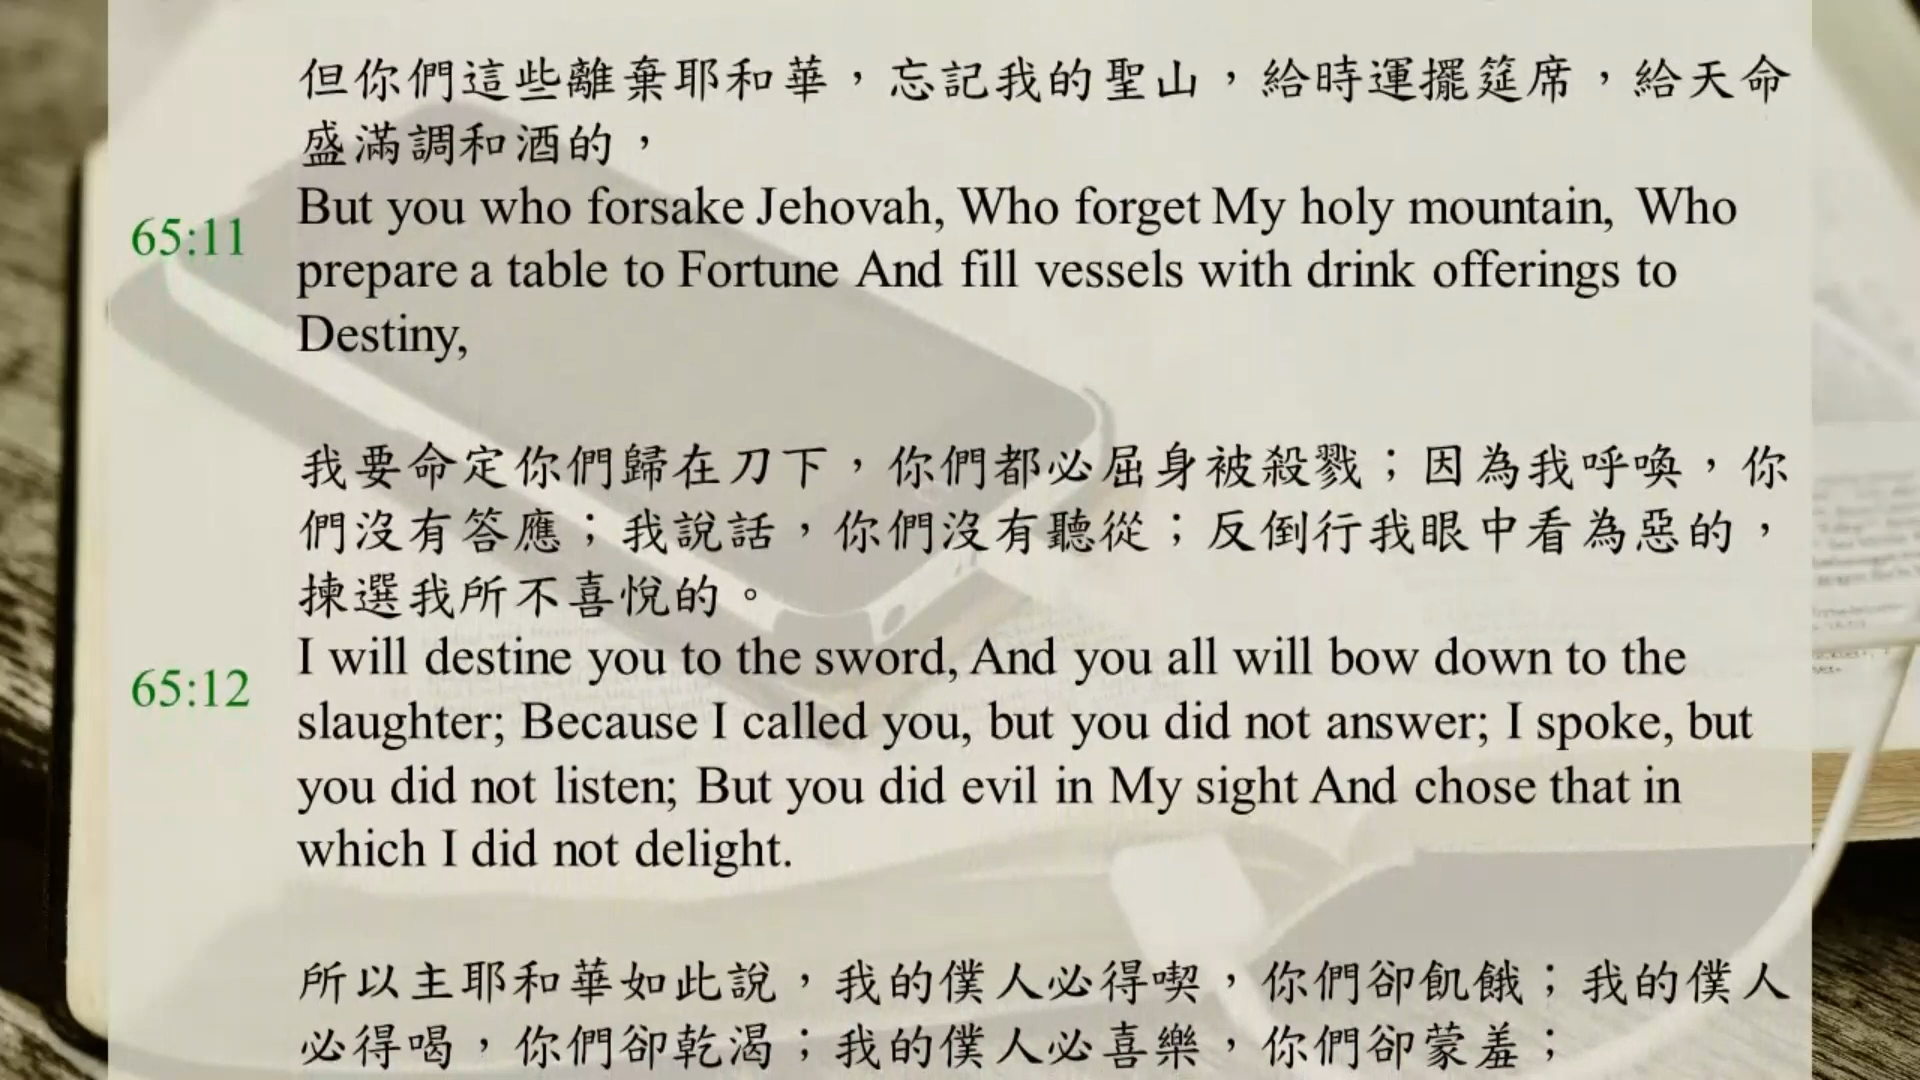 但你們這些離棄耶和華，忘記我的聖山，給時運擺筵席，給天命
盛滿調和酒的，
65:11
But you who forsake Jehovah, Who forget My holy mountain, Who
prepare a table to Fortune And fill vessels with drink offerings to
Destiny,
我要命定你們歸在刀下，你們都必屈身被殺戮；因為我呼喚，你
們沒有答應；我說話，你們沒有聽從；反倒行我眼中看為惡的，
揀選我所不喜悅的。
65:12
I will destine you to the sword, And you all will bow down to the
slaughter; Because I called you, but you did not answer; I spoke, but
you did not listen; But you did evil in My sight And chose that in
which I did not delight.
所以主耶和華如此說，我的僕人必得喫，你們卻飢餓；我的僕人
必得喝，你們卻乾渴；我的僕人必喜樂，你們卻蒙羞；